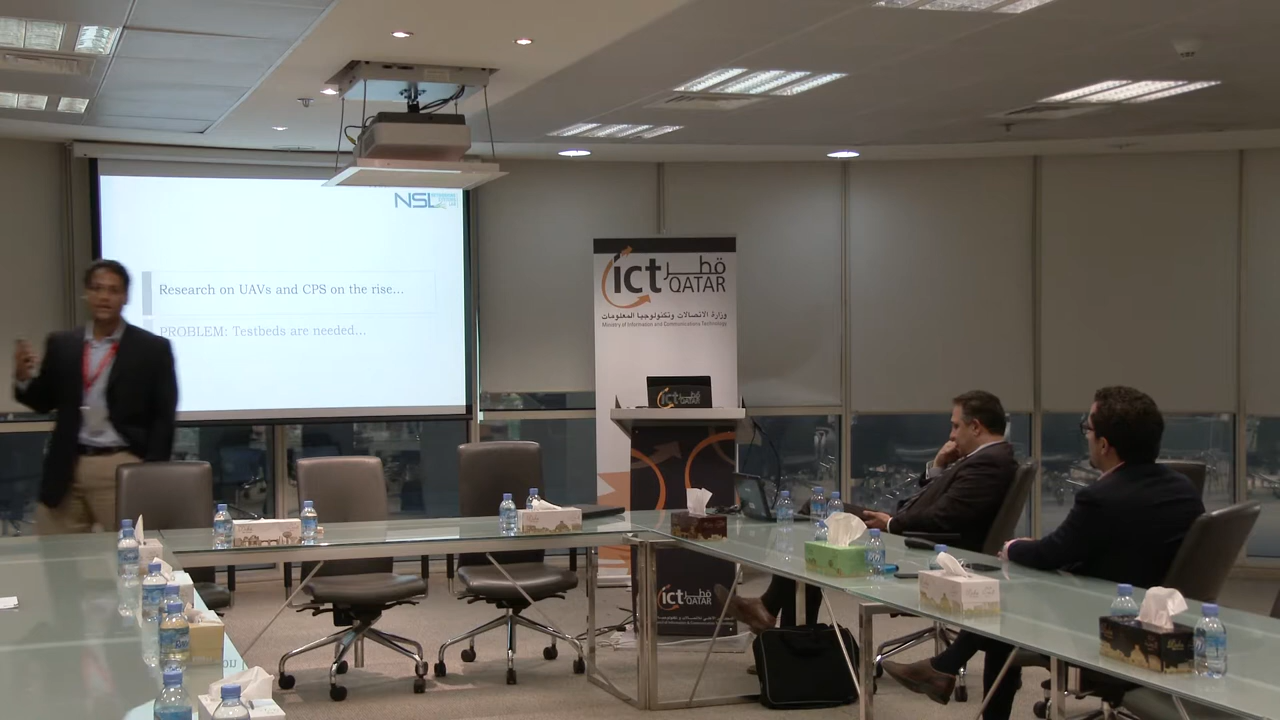 NSL
Research on UAVs and CPS on the rise...
PROBLEM: Testbeds are needed...
ict قطر
QATAR
وزارة الاتصالات وتكنولوجيا المعلومات
Ministry of Information and Communications Technology
ict قطر
QATAR
ict قطر
QATAR